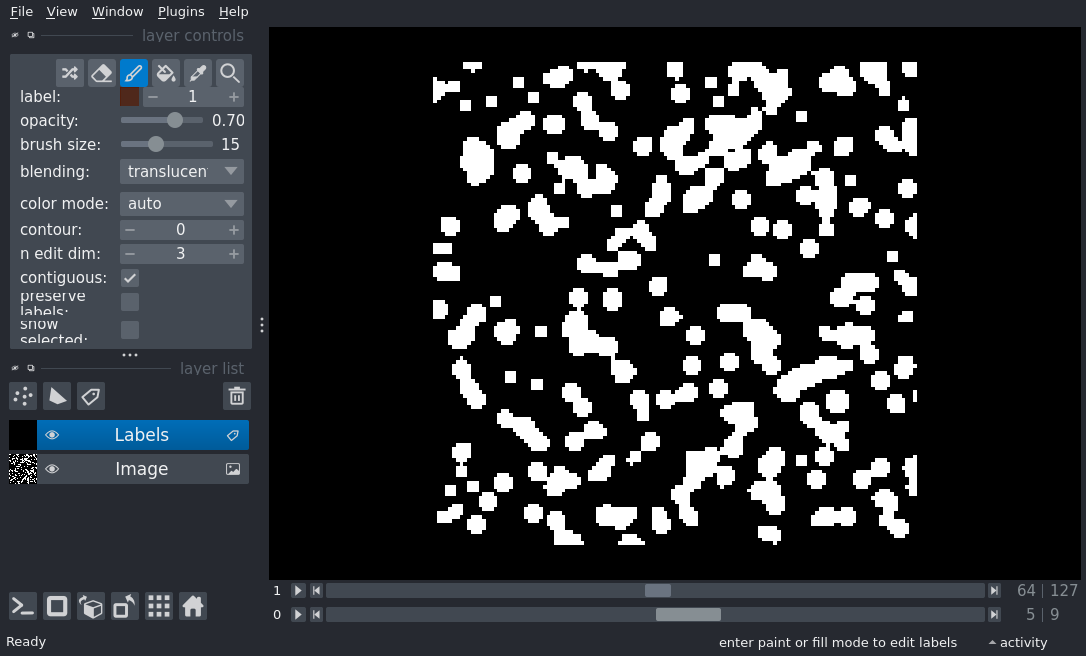 File View Window Plugins Help
layer controls
label: 1
opacity: 0.70
brush size: 15
blending: translucen
color mode: auto
contour: 0
n edit dim: 3
contiguous:
preserve
labels:
show
selected:
layer list
Labels
Image
1 64 | 127
0 5 | 9
Ready enter paint or fill mode to edit labels activity